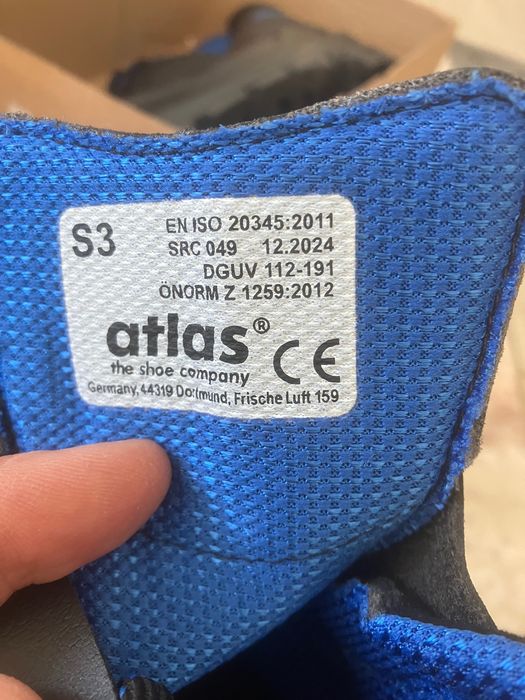 S3
EN ISO 20345:2011
SRC 049 12.2024
DGUV 112-191
ÖNORM Z 1259:2012
atlas®
the shoe company
CE
Germany, 44319 Dortmund, Frische Luft 159